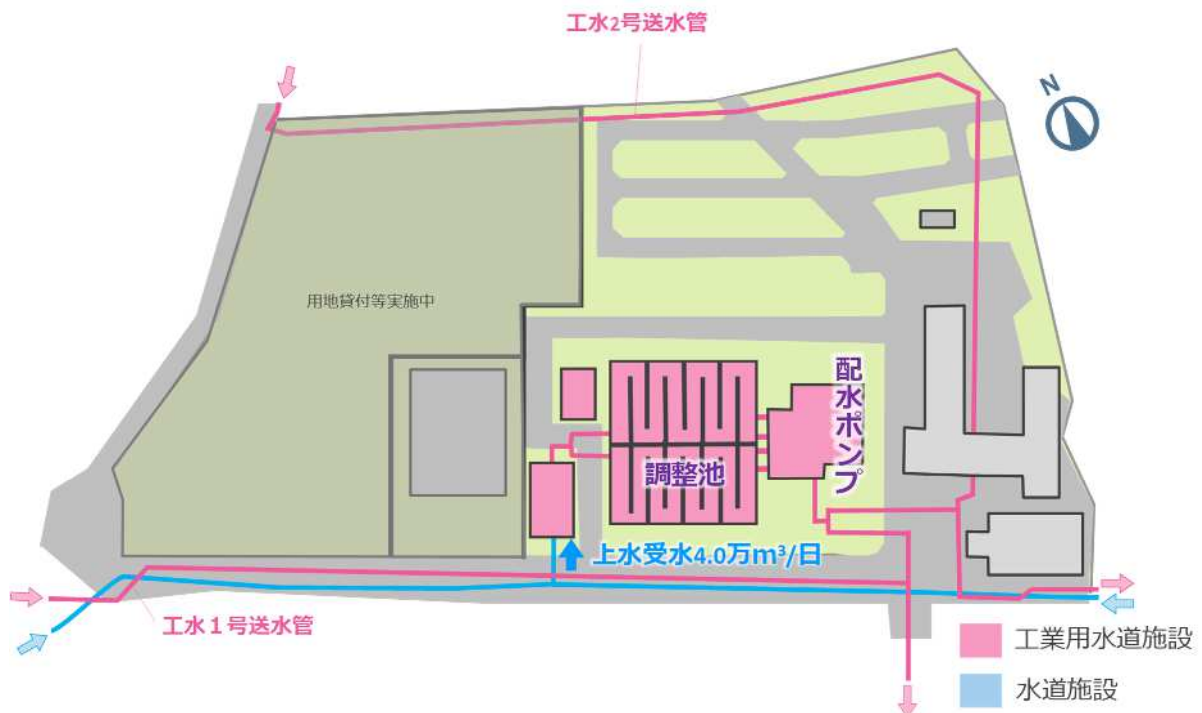 工水2号送水管
N
用地貸付等実施中
配水ポンプ
調整池
上水受水4.0万m³/日
工水１号送水管
工業用水道施設
水道施設